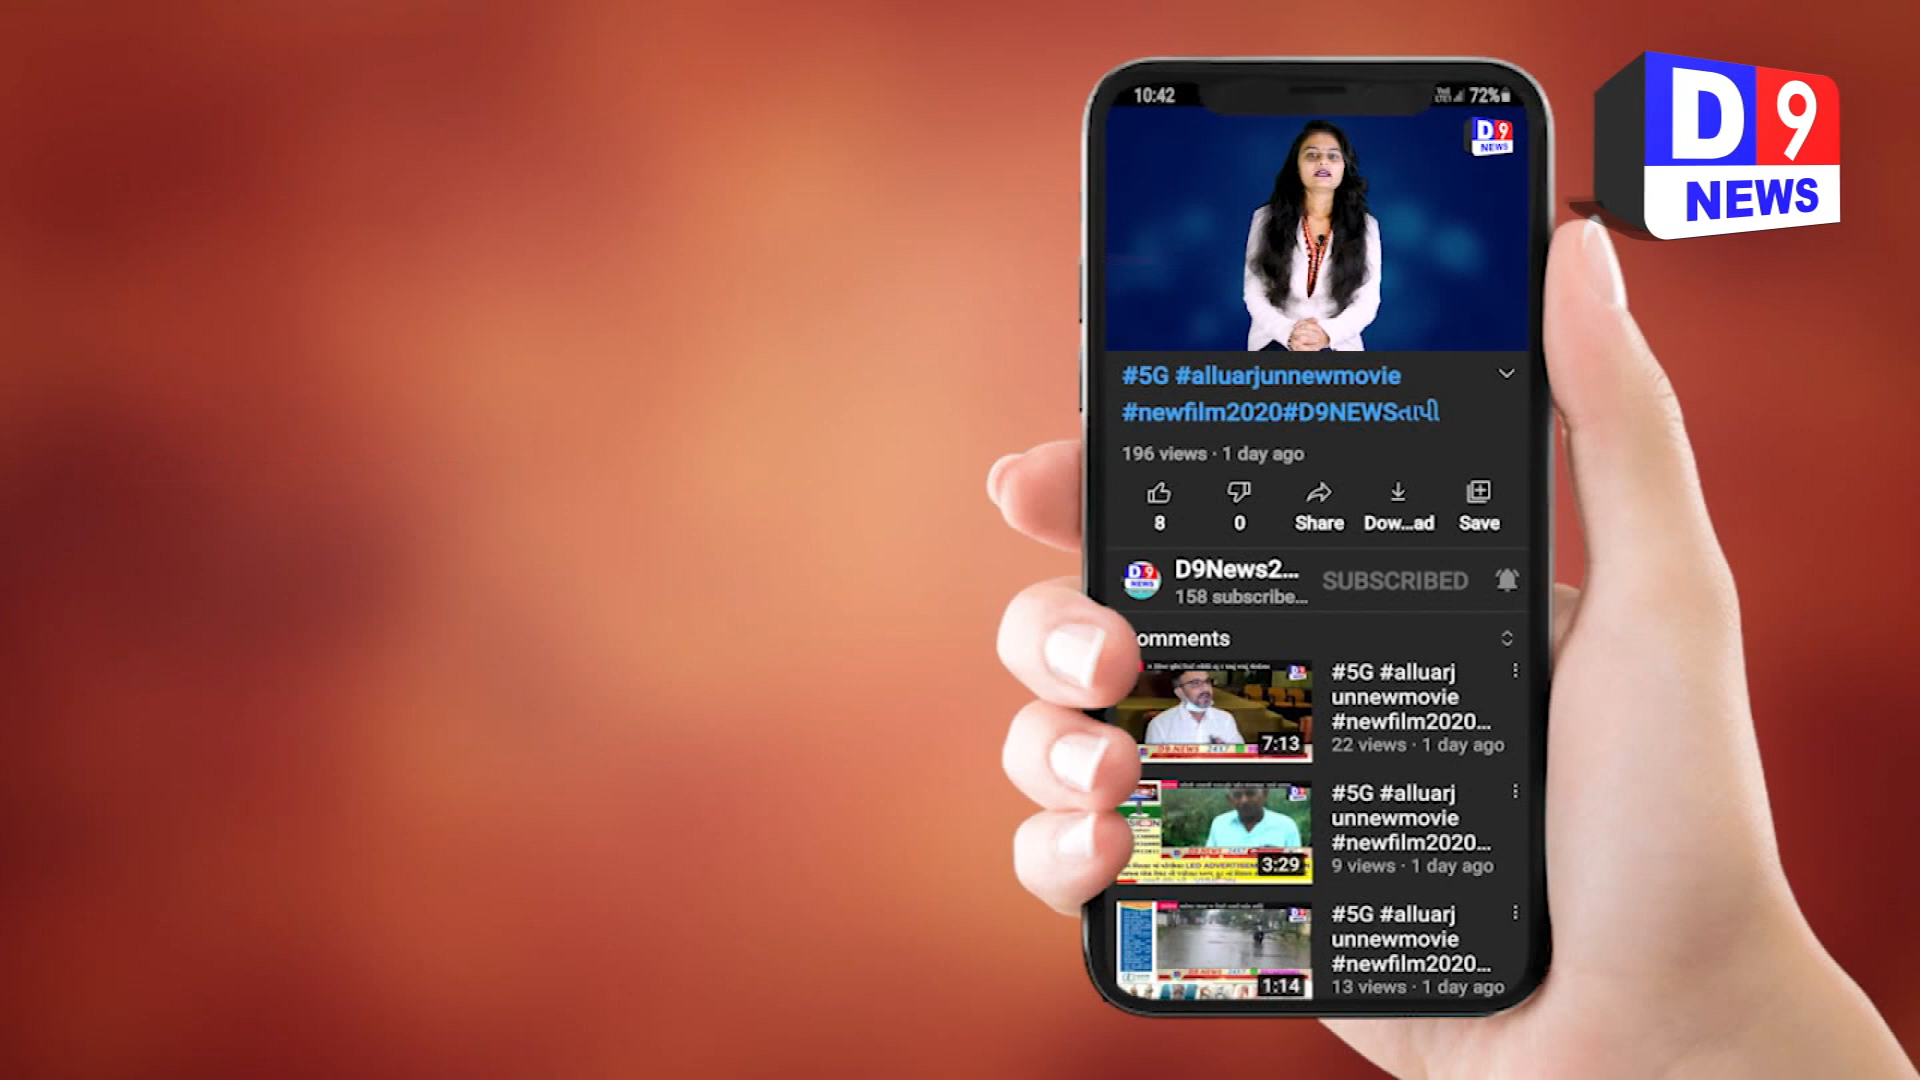 D9
NEWS
10:42
72%
D9
NEWS
#5G #alluarjunnewmovie
#newfilm2020#D9NEWSતાપી
196 views · 1 day ago
8
0
Share
Dow...ad
Save
D9
NEWS
D9News2...
158 subscribe...
SUBSCRIBED
omments
7:13
#5G #alluarj
unnewmovie
#newfilm2020...
22 views · 1 day ago
3:29
#5G #alluarj
unnewmovie
#newfilm2020...
9 views · 1 day ago
1:14
#5G #alluarj
unnewmovie
#newfilm2020...
13 views · 1 day ago